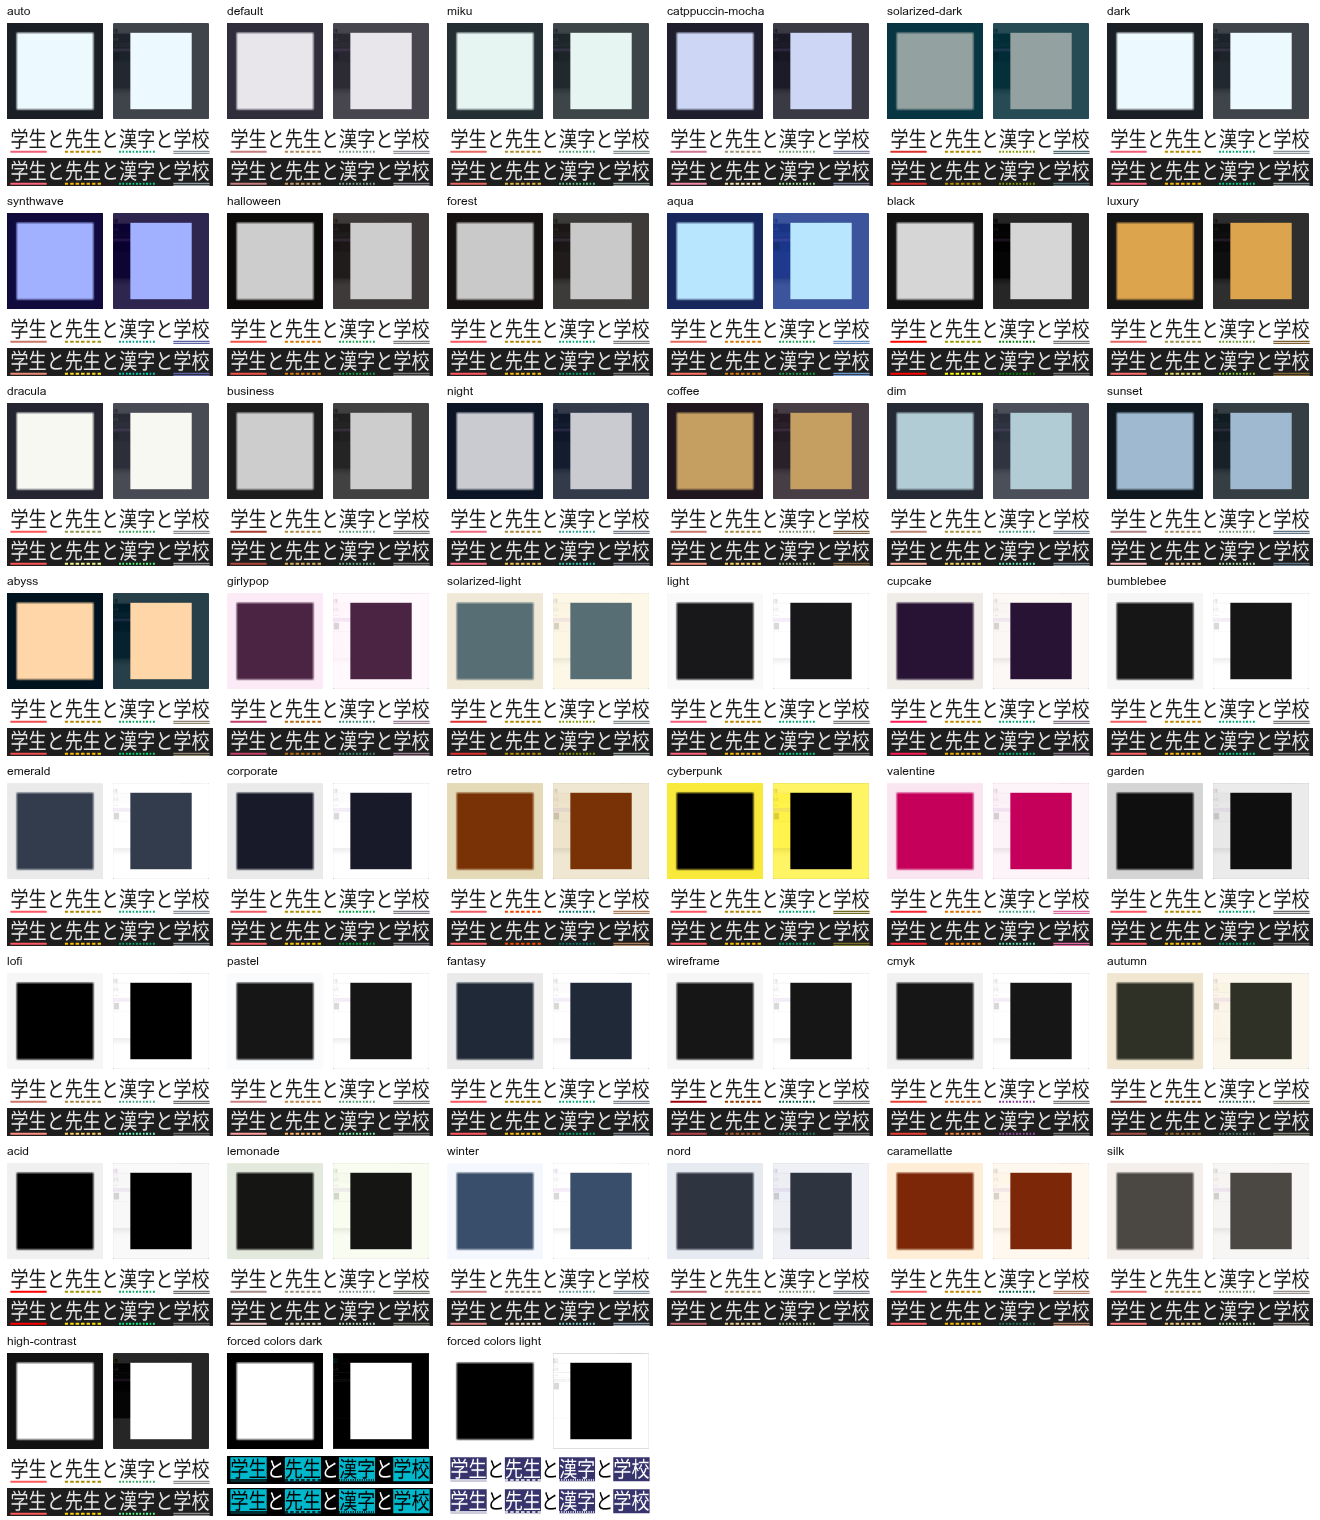 auto default miku catppuccin-mocha solarized-dark dark
学生と先生と漢字と学校 学生と先生と漢字と学校 学生と先生と漢字と学校 学生と先生と漢字と学校 学生と先生と漢字と学校 学生と先生と漢字と学校
学生と先生と漢字と学校 学生と先生と漢字と学校 学生と先生と漢字と学校 学生と先生と漢字と学校 学生と先生と漢字と学校 学生と先生と漢字と学校
synthwave halloween forest aqua black luxury
学生と先生と漢字と学校 学生と先生と漢字と学校 学生と先生と漢字と学校 学生と先生と漢字と学校 学生と先生と漢字と学校 学生と先生と漢字と学校
学生と先生と漢字と学校 学生と先生と漢字と学校 学生と先生と漢字と学校 学生と先生と漢字と学校 学生と先生と漢字と学校 学生と先生と漢字と学校
dracula business night coffee dim sunset
学生と先生と漢字と学校 学生と先生と漢字と学校 学生と先生と漢字と学校 学生と先生と漢字と学校 学生と先生と漢字と学校 学生と先生と漢字と学校
学生と先生と漢字と学校 学生と先生と漢字と学校 学生と先生と漢字と学校 学生と先生と漢字と学校 学生と先生と漢字と学校 学生と先生と漢字と学校
abyss girlypop solarized-light light cupcake bumblebee
学生と先生と漢字と学校 学生と先生と漢字と学校 学生と先生と漢字と学校 学生と先生と漢字と学校 学生と先生と漢字と学校 学生と先生と漢字と学校
学生と先生と漢字と学校 学生と先生と漢字と学校 学生と先生と漢字と学校 学生と先生と漢字と学校 学生と先生と漢字と学校 学生と先生と漢字と学校
emerald corporate retro cyberpunk valentine garden
学生と先生と漢字と学校 学生と先生と漢字と学校 学生と先生と漢字と学校 学生と先生と漢字と学校 学生と先生と漢字と学校 学生と先生と漢字と学校
学生と先生と漢字と学校 学生と先生と漢字と学校 学生と先生と漢字と学校 学生と先生と漢字と学校 学生と先生と漢字と学校 学生と先生と漢字と学校
lofi pastel fantasy wireframe cmyk autumn
学生と先生と漢字と学校 学生と先生と漢字と学校 学生と先生と漢字と学校 学生と先生と漢字と学校 学生と先生と漢字と学校 学生と先生と漢字と学校
学生と先生と漢字と学校 学生と先生と漢字と学校 学生と先生と漢字と学校 学生と先生と漢字と学校 学生と先生と漢字と学校 学生と先生と漢字と学校
acid lemonade winter nord caramellatte silk
学生と先生と漢字と学校 学生と先生と漢字と学校 学生と先生と漢字と学校 学生と先生と漢字と学校 学生と先生と漢字と学校 学生と先生と漢字と学校
学生と先生と漢字と学校 学生と先生と漢字と学校 学生と先生と漢字と学校 学生と先生と漢字と学校 学生と先生と漢字と学校 学生と先生と漢字と学校
high-contrast forced colors dark forced colors light
学生と先生と漢字と学校 学生と先生と漢字と学校 学生と先生と漢字と学校
学生と先生と漢字と学校 学生と先生と漢字と学校 学生と先生と漢字と学校